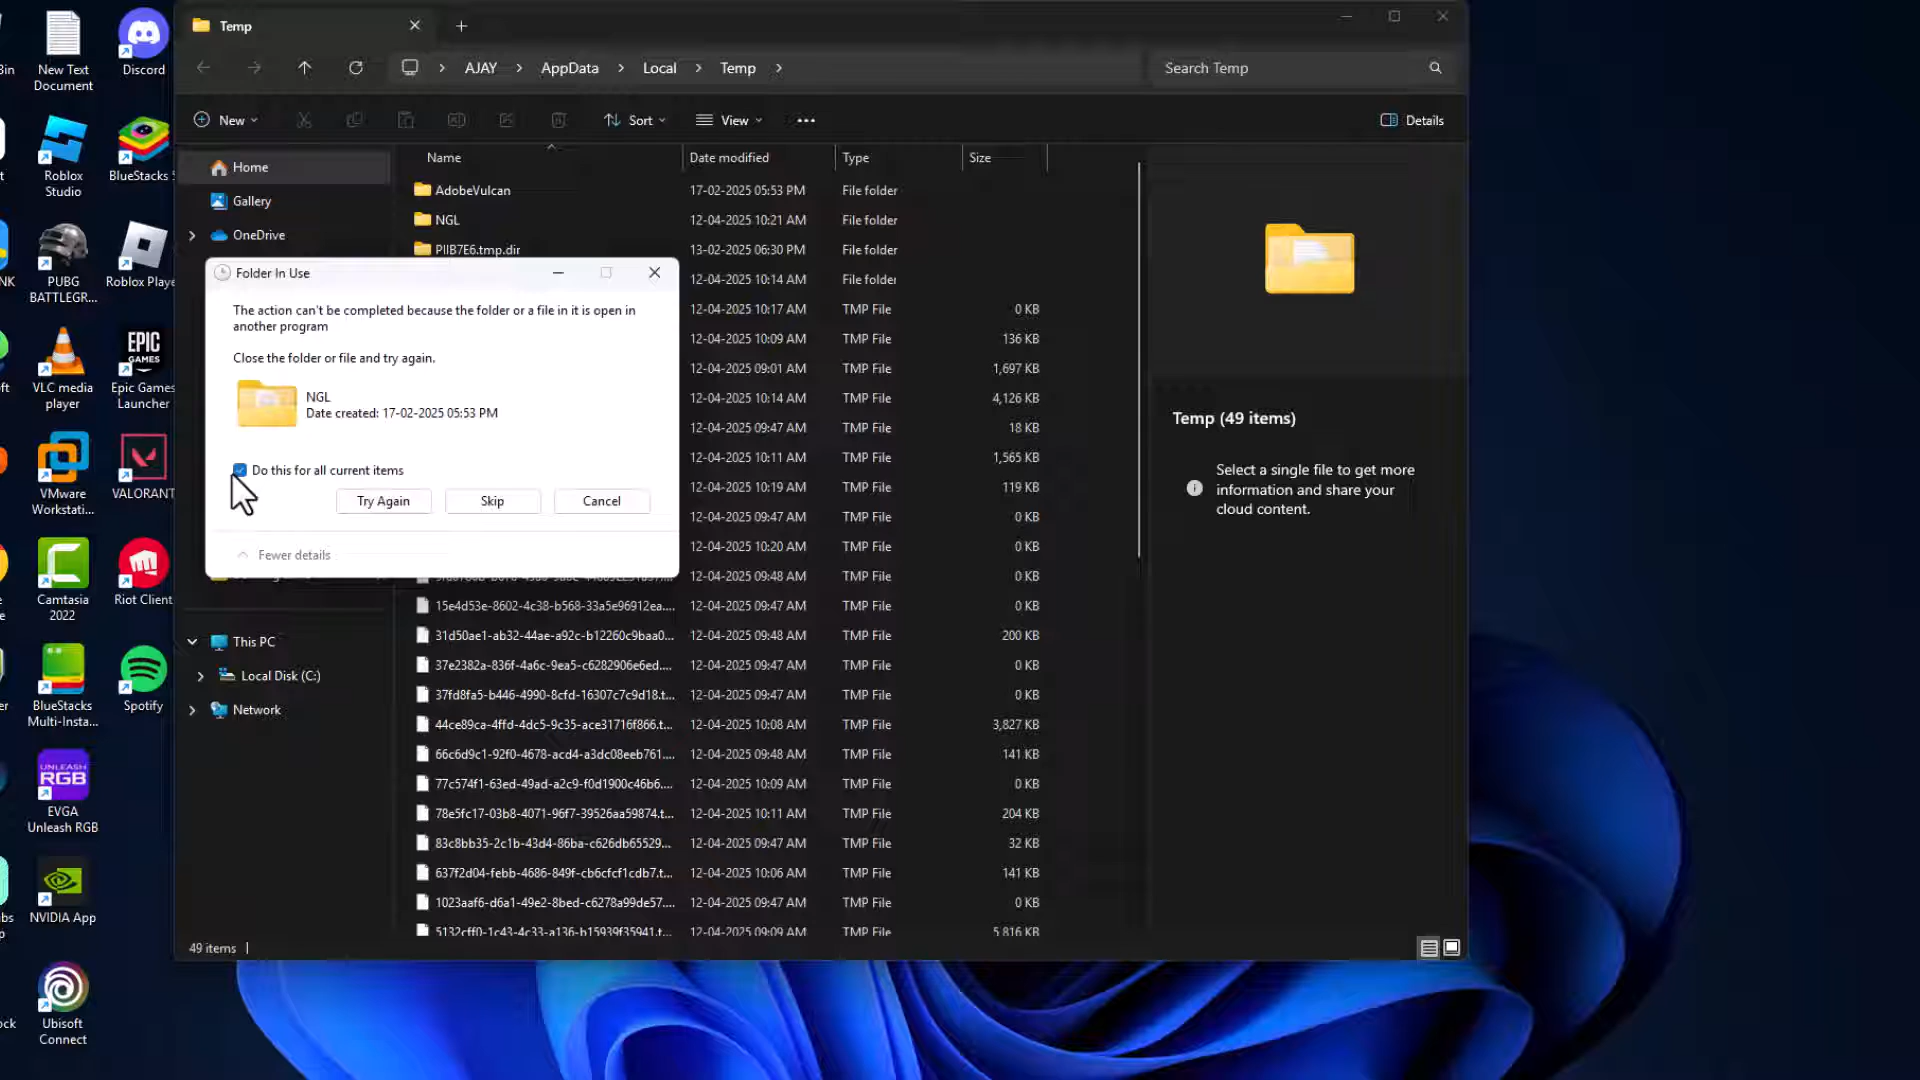 Bin
New Text
Document
Discord
Roblox
Studio
BlueStacks
PUBG
BATTLEGR...
Roblox Playe
VLC media
player
EPIC
GAMES
Epic Games
Launcher
VMware
Workstati...
VALORANT
Camtasia
2022
Riot Client
BlueStacks
Multi-Insta...
Spotify
UNLEASH
RGB
EVGA
Unleash RGB
NVIDIA App
Ubisoft
Connect
Temp
AJAY > AppData > Local > Temp >
Search Temp
New
Sort
View
Details
Home
Gallery
OneDrive
This PC
Local Disk (C:)
Network
Name Date modified Type Size
AdobeVulcan 17-02-2025 05:53 PM File folder
NGL 12-04-2025 10:21 AM File folder
PIIB7E6.tmp.dir 13-02-2025 06:30 PM File folder
12-04-2025 10:14 AM File folder
12-04-2025 10:17 AM TMP File 0 KB
12-04-2025 10:09 AM TMP File 136 KB
12-04-2025 09:01 AM TMP File 1,697 KB
12-04-2025 10:14 AM TMP File 4,126 KB
12-04-2025 09:47 AM TMP File 18 KB
12-04-2025 10:11 AM TMP File 1,565 KB
12-04-2025 10:19 AM TMP File 119 KB
12-04-2025 09:47 AM TMP File 0 KB
12-04-2025 10:20 AM TMP File 0 KB
12-04-2025 09:48 AM TMP File 0 KB
15e4d53e-8602-4c38-b568-33a5e96912ea.... 12-04-2025 09:47 AM TMP File 0 KB
31d50ae1-ab32-44ae-a92c-b12260c9baa0... 12-04-2025 09:48 AM TMP File 200 KB
37e2382a-836f-4a6c-9ea5-c6282906e6ed.... 12-04-2025 09:47 AM TMP File 0 KB
37fd8fa5-b446-4990-8cfd-16307c7c9d18.t... 12-04-2025 09:47 AM TMP File 0 KB
44ce89ca-4ffd-4dc5-9c35-ace31716f866.t... 12-04-2025 10:08 AM TMP File 3,827 KB
66c6d9c1-92f0-4678-acd4-a3dc08eeb761.... 12-04-2025 09:48 AM TMP File 141 KB
77c574f1-63ed-49ad-a2c9-f0d1900c46b6.... 12-04-2025 10:09 AM TMP File 0 KB
78e5fc17-03b8-4071-96f7-39526aa59874.t... 12-04-2025 10:11 AM TMP File 204 KB
83c8bb35-2c1b-43d4-86ba-c626db65529... 12-04-2025 09:47 AM TMP File 32 KB
637f2d04-febb-4686-849f-cb6cfcf1cdb7.t... 12-04-2025 10:06 AM TMP File 141 KB
1023aaf6-d6a1-49e2-8bed-c6278a99de57.... 12-04-2025 09:47 AM TMP File 0 KB
5132cff0-1c43-4c33-a136-b15939f35941.t... 12-04-2025 09:09 AM TMP File 5,816 KB
49 items
Folder In Use
The action can't be completed because the folder or a file in it is open in
another program
Close the folder or file and try again.
NGL
Date created: 17-02-2025 05:53 PM
Do this for all current items
Try Again
Skip
Cancel
Fewer details
Temp (49 items)
Select a single file to get more
information and share your
cloud content.